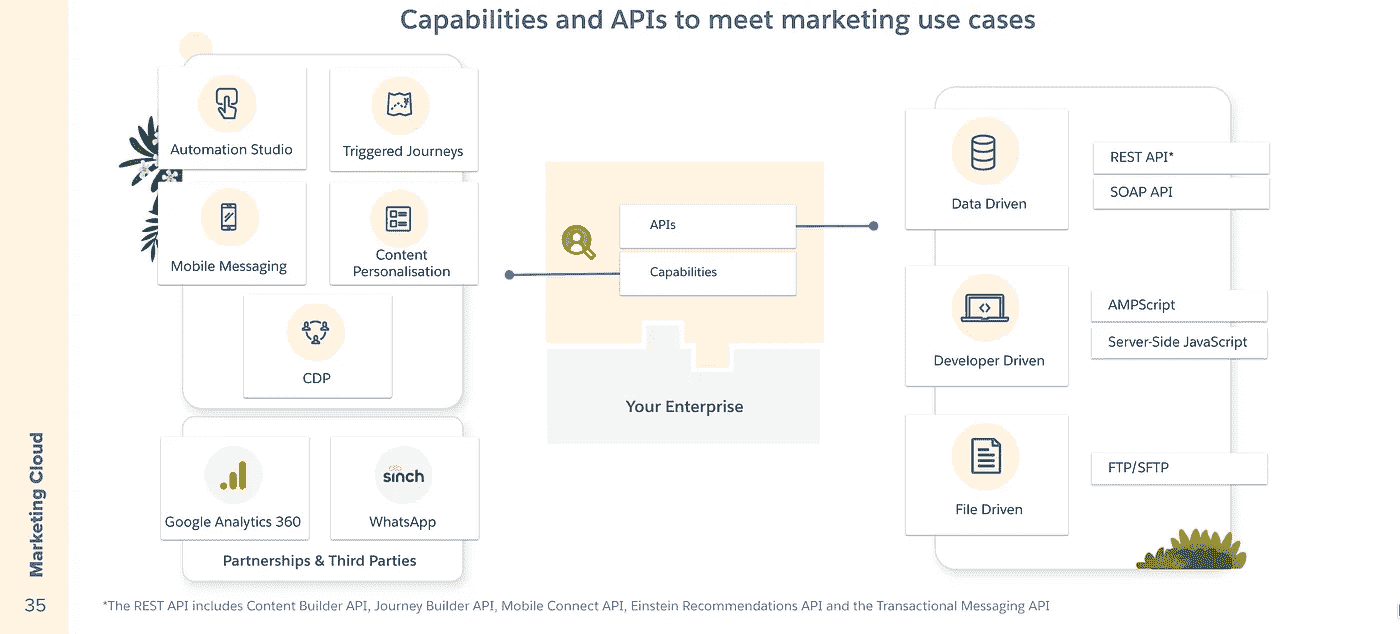 Capabilities and APIs to meet marketing use cases
Automation Studio
Triggered Journeys
Mobile Messaging
Content
Personalisation
CDP
Google Analytics 360
sinch
WhatsApp
Partnerships & Third Parties
APIs
Capabilities
Your Enterprise
Data Driven
REST API*
SOAP API
Developer Driven
AMPScript
Server-Side JavaScript
File Driven
FTP/SFTP
Marketing Cloud
35
*The REST API includes Content Builder API, Journey Builder API, Mobile Connect API, Einstein Recommendations API and the Transactional Messaging API